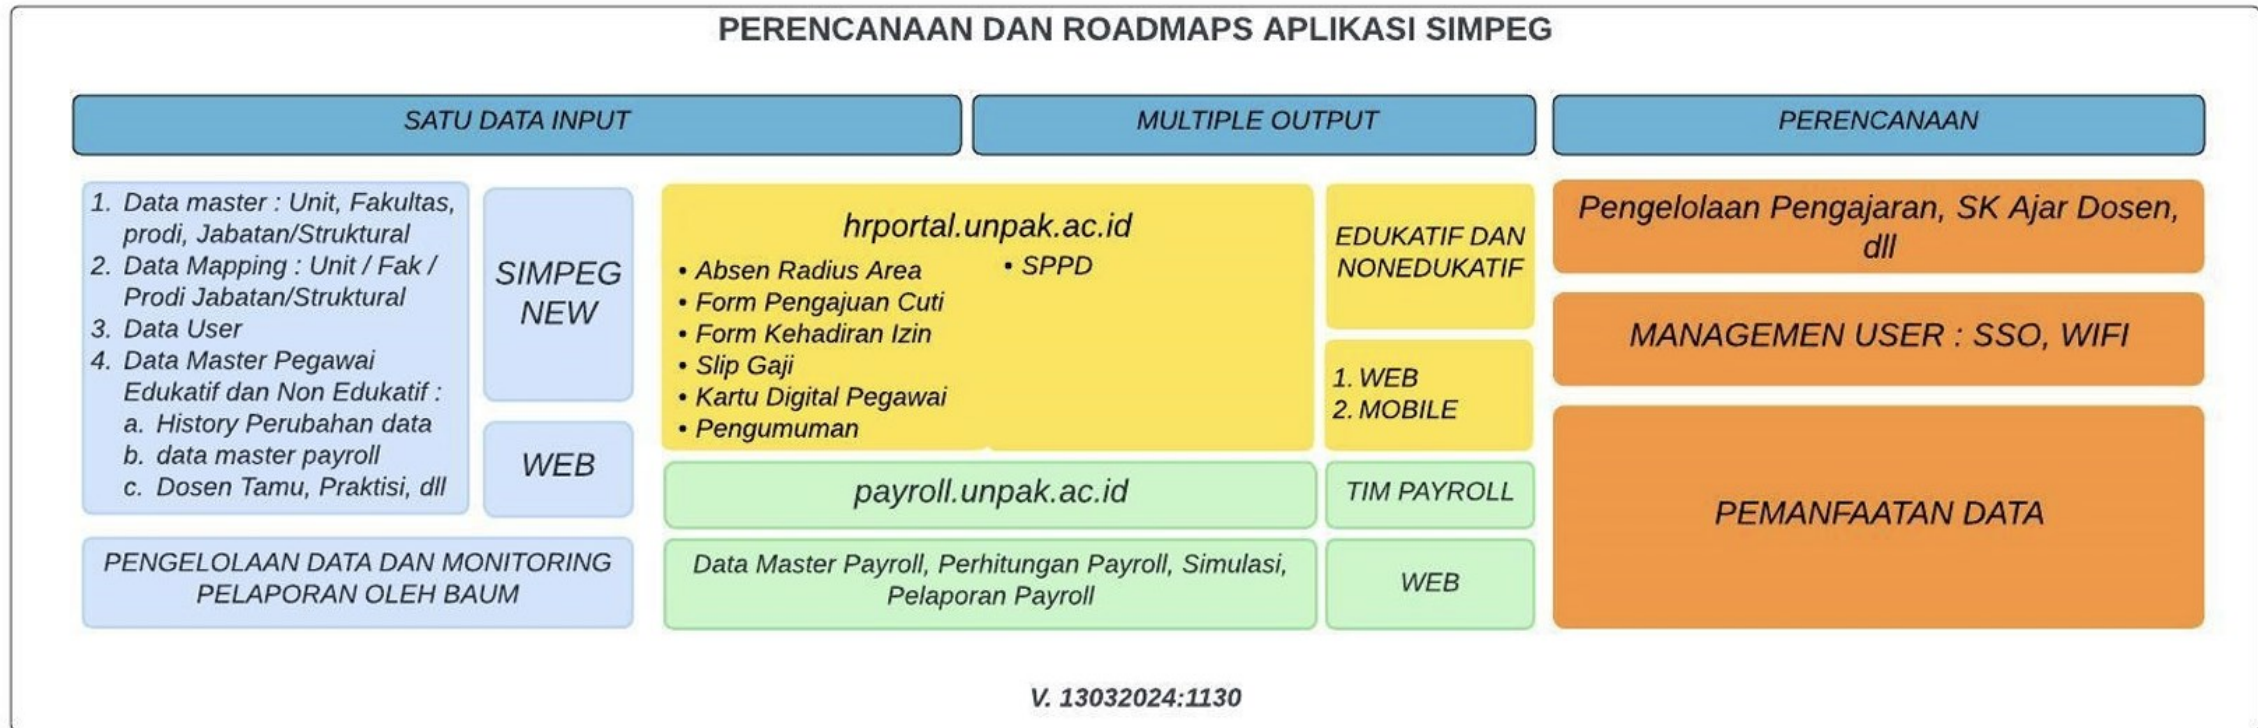 PERENCANAAN DAN ROADMAPS APLIKASI SIMPEG
SATU DATA INPUT
MULTIPLE OUTPUT
PERENCANAAN
1. Data master : Unit, Fakultas,
prodi, Jabatan/Struktural
2. Data Mapping : Unit / Fak /
Prodi Jabatan/Struktural
3. Data User
4. Data Master Pegawai
Edukatif dan Non Edukatif :
a. History Perubahan data
b. data master payroll
c. Dosen Tamu, Praktisi, dll
SIMPEG
NEW
WEB
PENGELOLAAN DATA DAN MONITORING
PELAPORAN OLEH BAUM
hrportal.unpak.ac.id
• Absen Radius Area
• Form Pengajuan Cuti
• Form Kehadiran Izin
• Slip Gaji
• Kartu Digital Pegawai
• Pengumuman
• SPPD
EDUKATIF DAN
NONEDUKATIF
1. WEB
2. MOBILE
payroll.unpak.ac.id
TIM PAYROLL
Data Master Payroll, Perhitungan Payroll, Simulasi,
Pelaporan Payroll
WEB
Pengelolaan Pengajaran, SK Ajar Dosen,
dll
MANAGEMEN USER : SSO, WIFI
PEMANFAATAN DATA
V. 13032024:1130